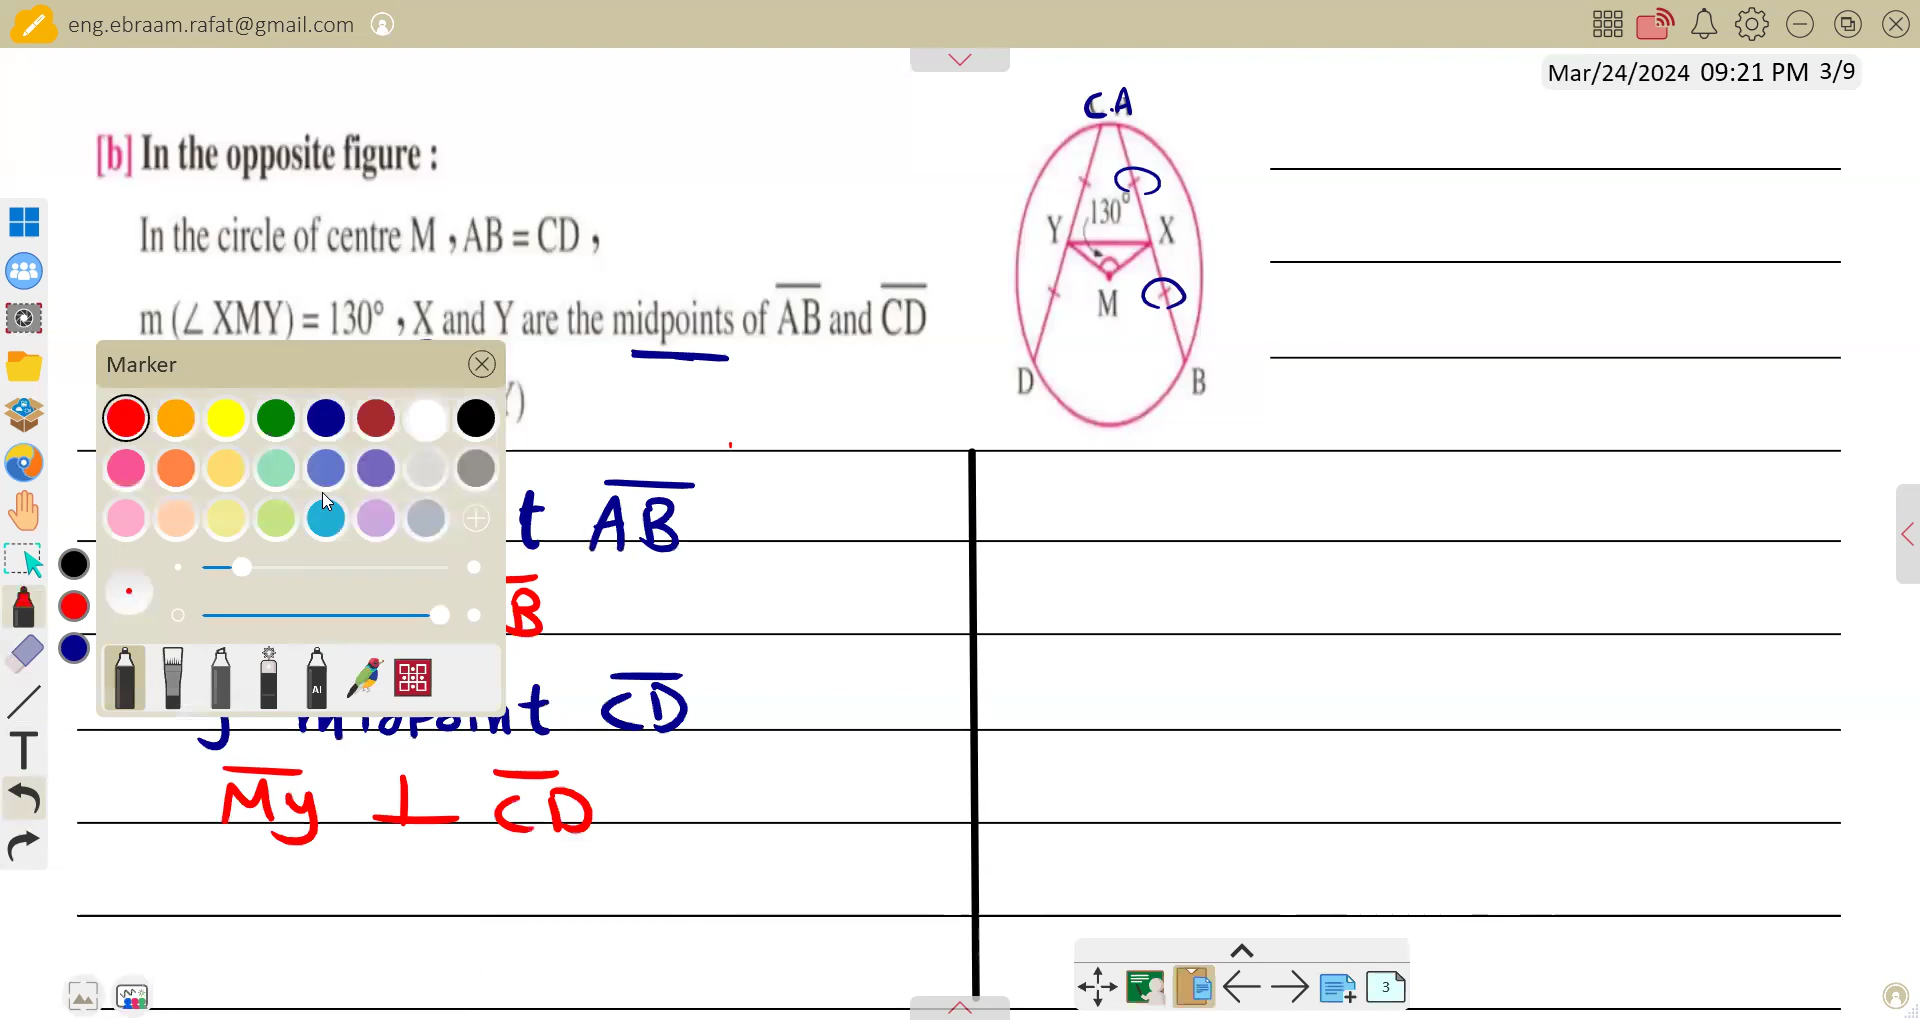 eng.ebraam.rafat@gmail.com
Mar/24/2024 09:21 PM 3/9
C.A
[b] In the opposite figure :
In the circle of centre M , AB = CD ,
130°
Y X
m (∠ XMY) = 130° , X and Y are the midpoints of AB and CD
M
D B
Marker
)
t AB
B
AI
y midpoint CD
My ⊥ CD
T
3